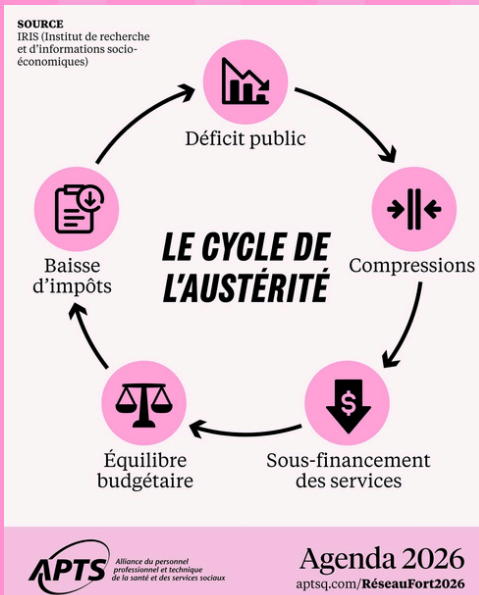 SOURCE
IRIS (Institut de recherche
et d'informations socio-
économiques)
Déficit public
Compressions
Sous-financement
des services
Équilibre
budgétaire
Baisse
d'impôts
LE CYCLE DE
L'AUSTÉRITÉ
$
APTS
Alliance du personnel
professionnel et technique
de la santé et des services sociaux
Agenda 2026
aptsq.com/RéseauFort2026